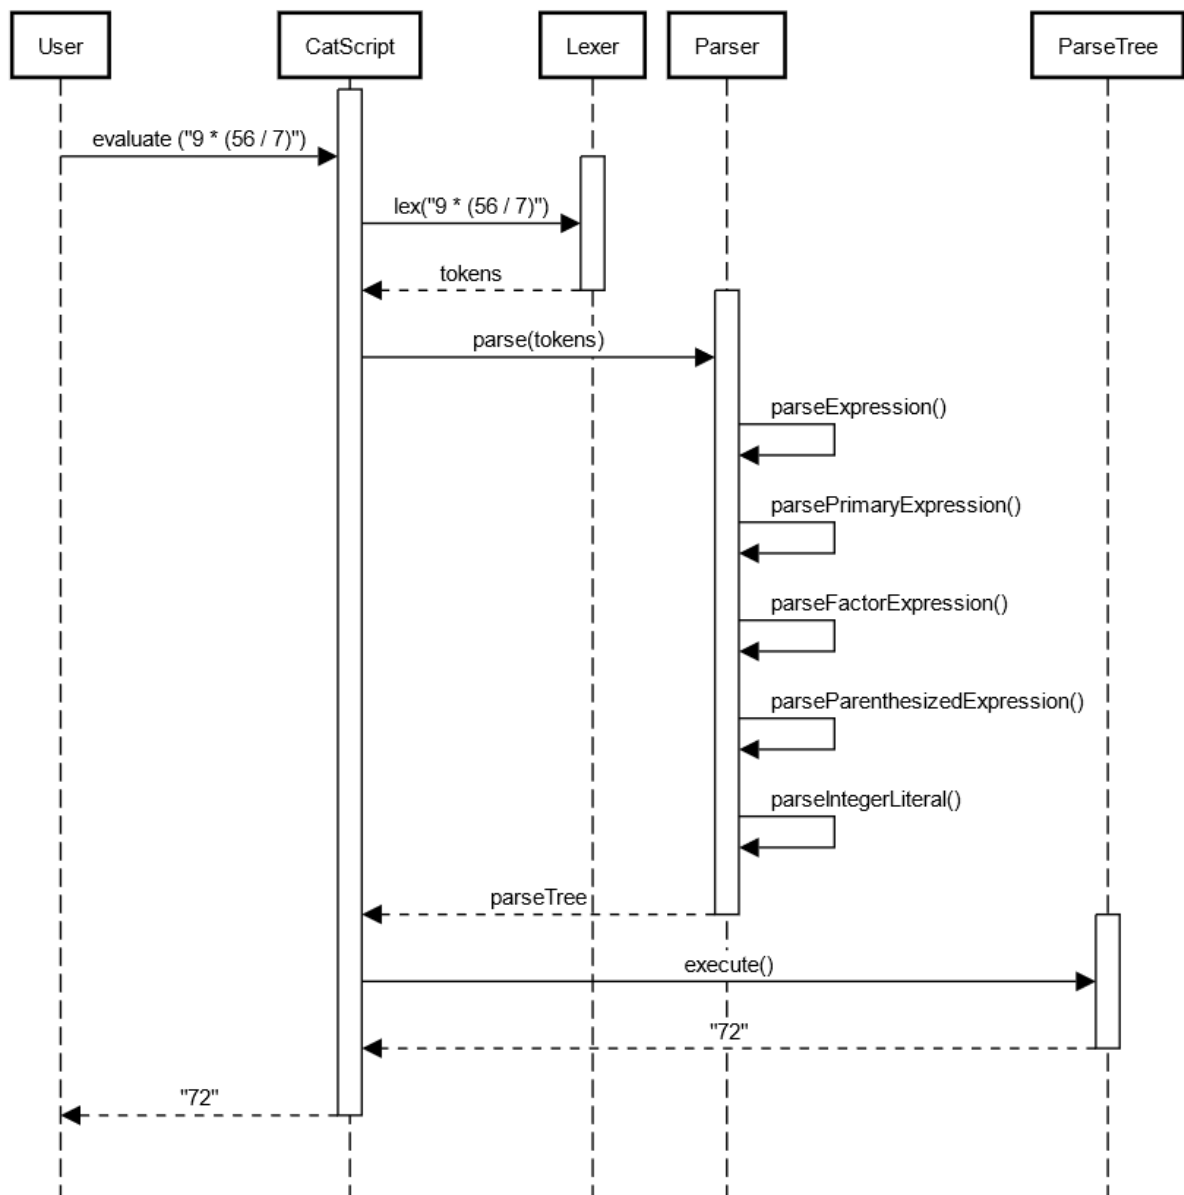 User
CatScript
Lexer
Parser
ParseTree
evaluate ("9 * (56 / 7)")
lex("9 * (56 / 7)")
tokens
parse(tokens)
parseExpression()
parsePrimaryExpression()
parseFactorExpression()
parseParenthesizedExpression()
parseIntegerLiteral()
parseTree
execute()
"72"
"72"